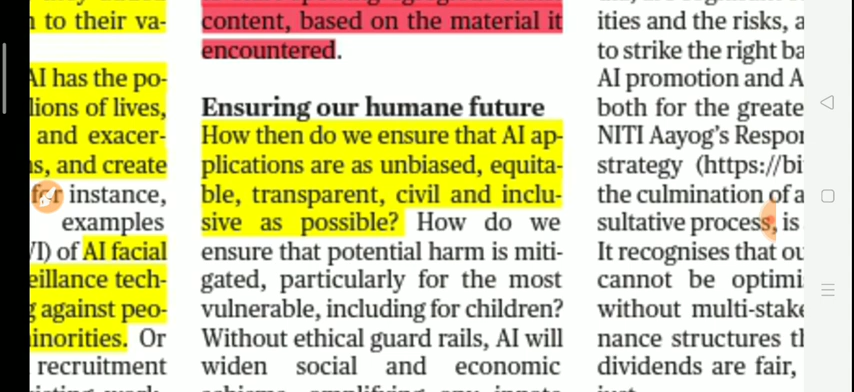 to their va-
AI has the po-
lions of lives,
and exacer-
s, and create
for instance,
examples
of AI facial
eillance tech-
against peo-
inorities. Or
recruitment
content, based on the material it
encountered.
Ensuring our humane future
How then do we ensure that AI ap-
plications are as unbiased, equita-
ble, transparent, civil and inclu-
sive as possible? How do we
ensure that potential harm is miti-
gated, particularly for the most
vulnerable, including for children?
Without ethical guard rails, AI will
widen social and economic
ities and the risks, a
to strike the right ba
AI promotion and A
both for the greate
NITI Aayog's Respon
strategy (https://bi
the culmination of a
sultative process, is
It recognises that ou
cannot be optimi
without multi-stake
nance structures th
dividends are fair,